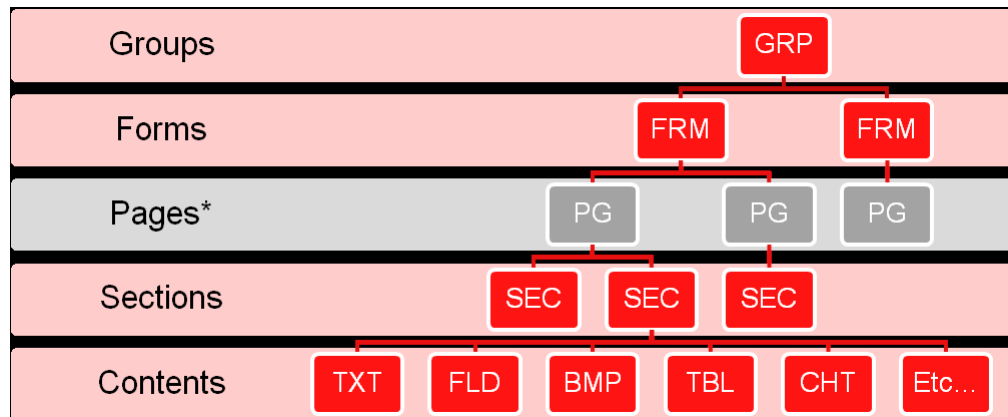 Groups GRP
Forms FRM FRM
Pages* PG PG PG
Sections SEC SEC SEC
Contents TXT FLD BMP TBL CHT Etc...